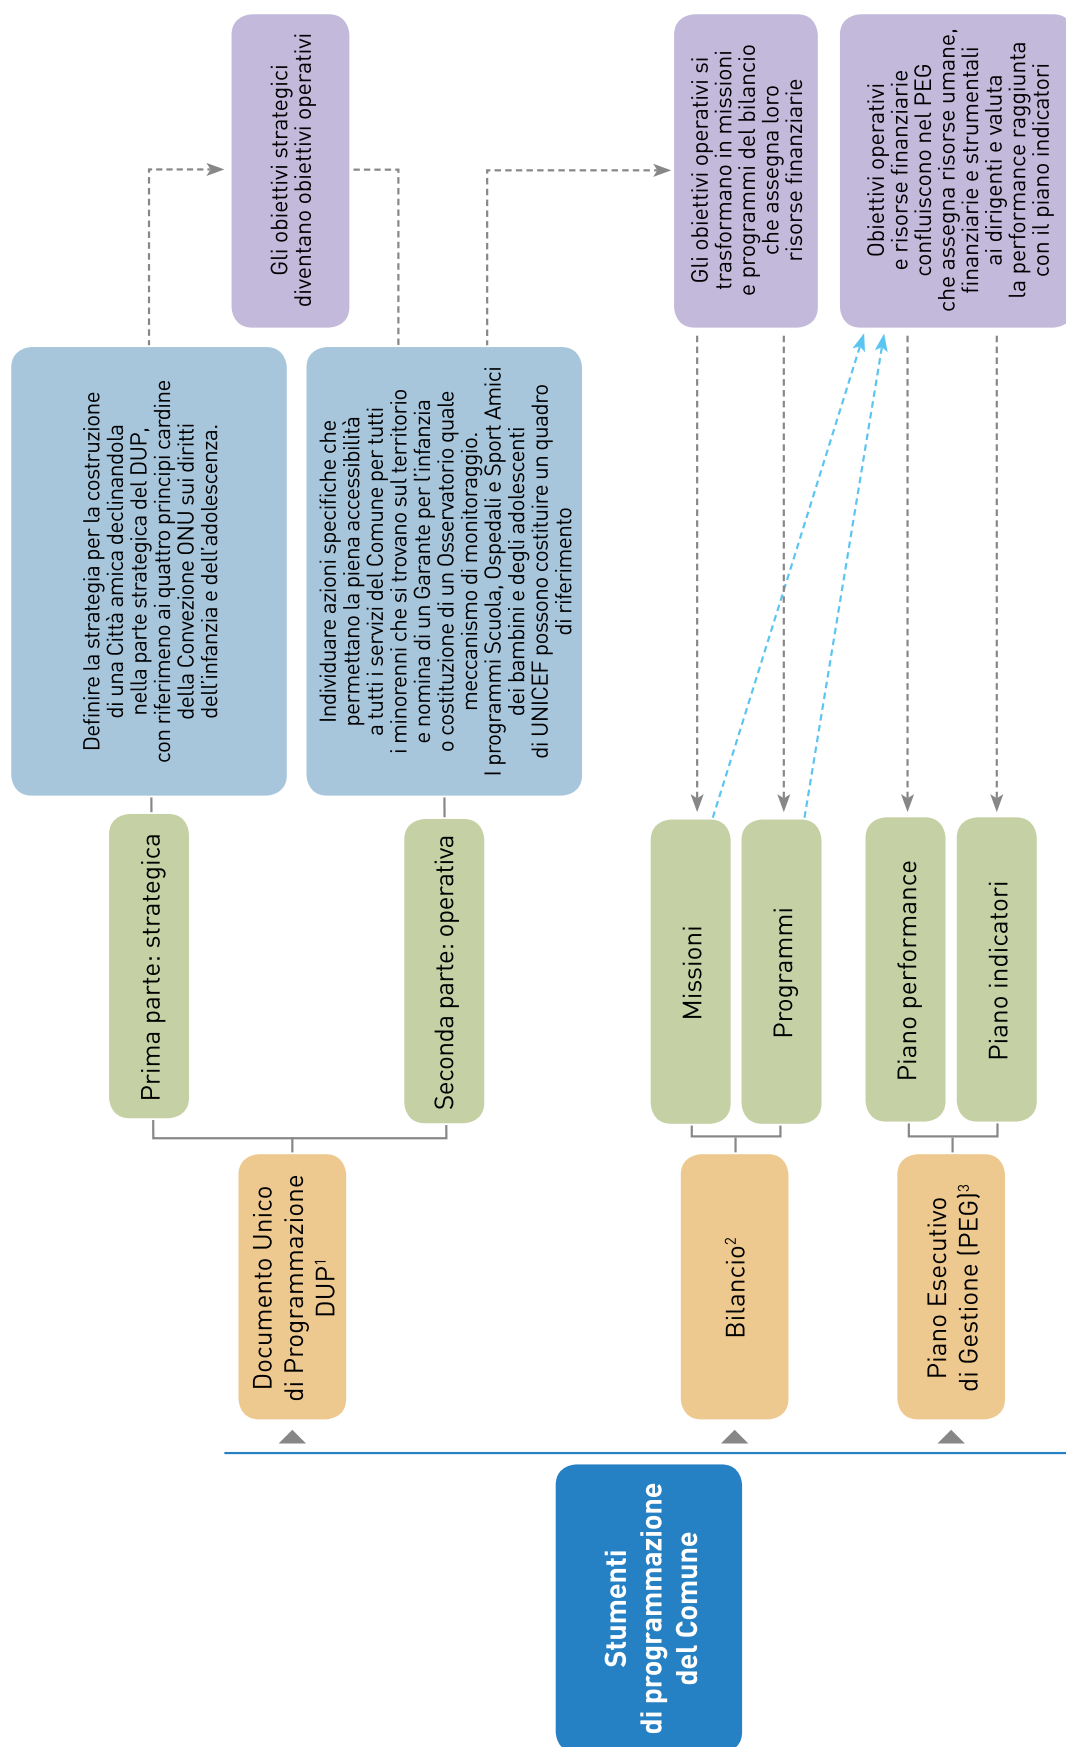 Stumenti
di programmazione
del Comune
Documento Unico
di Programmazione
DUP1
Prima parte: strategica
Definire la strategia per la costruzione
di una Città amica declinandola
nella parte strategica del DUP,
con riferimeno ai quattro principi cardine
della Convezione ONU sui diritti
dell'infanzia e dell'adolescenza.
Gli obiettivi strategici
diventano obiettivi operativi
Seconda parte: operativa
Individuare azioni specifiche che
permettano la piena accessibilità
a tutti i servizi del Comune per tutti
i minorenni che si trovano sul territorio
e nomina di un Garante per l'infanzia
o costituzione di un Osservatorio quale
meccanismo di monitoraggio.
I programmi Scuola, Ospedali e Sport Amici
dei bambini e degli adolescenti
di UNICEF possono costituire un quadro
di riferimento
Bilancio2
Missioni
Programmi
Gli obiettivi operativi si
trasformano in missioni
e programmi del bilancio
che assegna loro
risorse finanziarie
Piano Esecutivo
di Gestione (PEG)3
Piano performance
Piano indicatori
Obiettivi operativi
e risorse finanziarie
confluiscono nel PEG
che assegna risorse umane,
finanziarie e strumentali
ai dirigenti e valuta
la performance raggiunta
con il piano indicatori